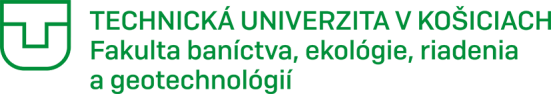 TECHNICKÁ UNIVERZITA V KOŠICIACH
Fakulta baníctva, ekológie, riadenia
a geotechnológií